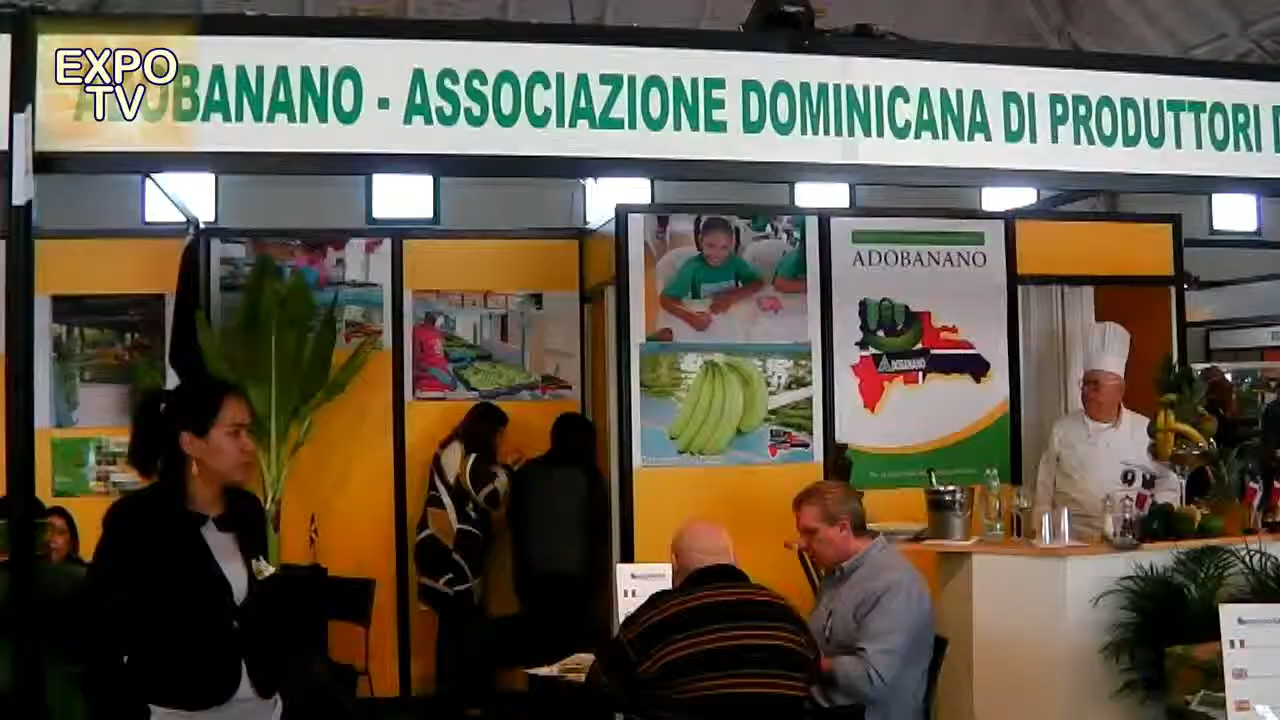 EXPO
TV
ADOBANANO - ASSOCIAZIONE DOMINICANA DI PRODUTTORI
ADOBANANO
ADOBANANO